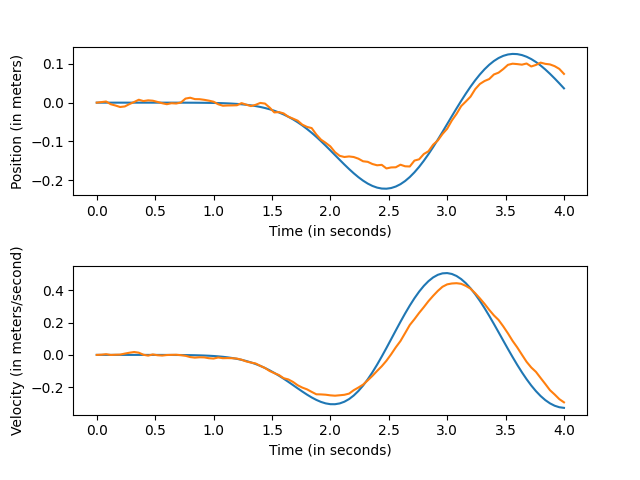 Position (in meters)
0.1
0.0
−0.1
−0.2
0.0 0.5 1.0 1.5 2.0 2.5 3.0 3.5 4.0
Time (in seconds)
Velocity (in meters/second)
0.4
0.2
0.0
−0.2
0.0 0.5 1.0 1.5 2.0 2.5 3.0 3.5 4.0
Time (in seconds)